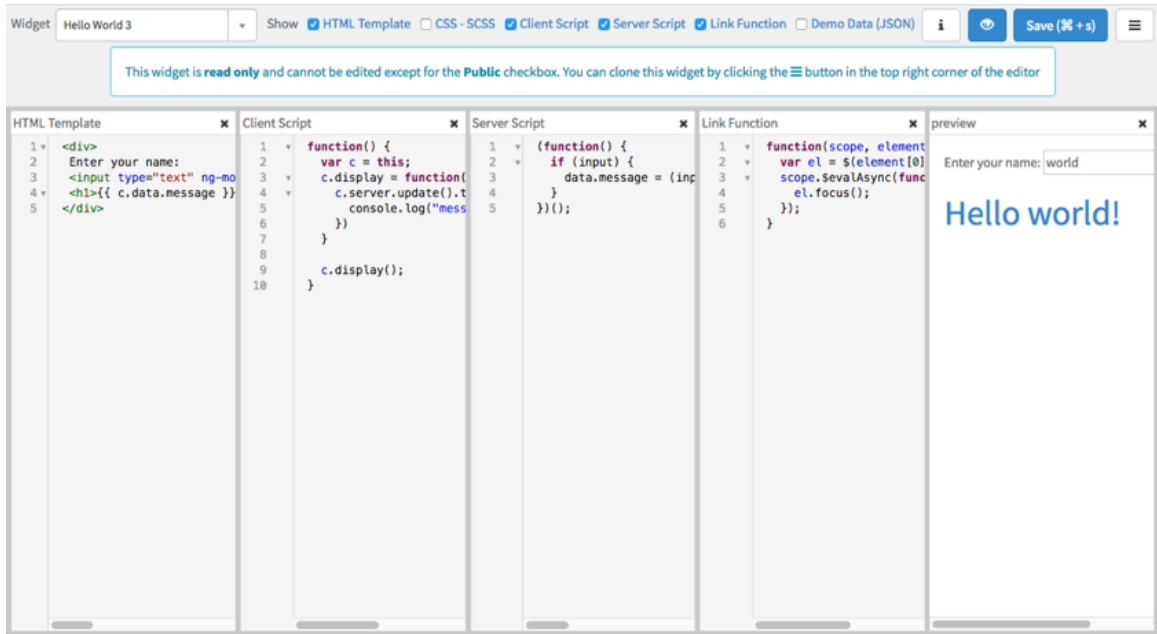 Widget Hello World 3 Show HTML Template CSS - SCSS Client Script Server Script Link Function Demo Data (JSON) i Save (⌘ + s)
This widget is read only and cannot be edited except for the Public checkbox. You can clone this widget by clicking the ☰ button in the top right corner of the editor
HTML Template
1 <div>
2 Enter your name:
3 <input type="text" ng-mo
4 <h1>{{ c.data.message }}
5 </div>
Client Script
1 function() {
2 var c = this;
3 c.display = function(
4 c.server.update().t
5 console.log("mess
6 })
7 }
8
9 c.display();
10 }
Server Script
1 (function() {
2 if (input) {
3 data.message = (inp
4 }
5 })();
Link Function
1 function(scope, element
2 var el = $(element[0]
3 scope.$evalAsync(func
4 el.focus();
5 });
6 }
preview
Enter your name: world
Hello world!